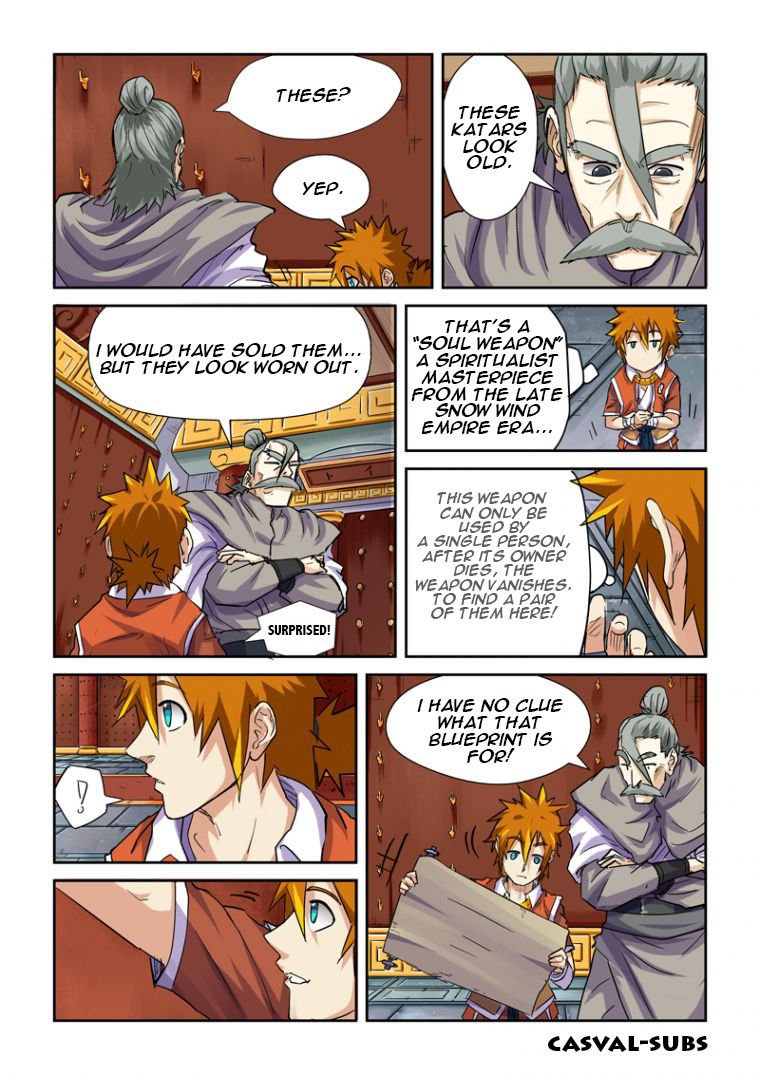 THESE?
YEP.
THESE
KATARS
LOOK
OLD.
I WOULD HAVE SOLD THEM...
BUT THEY LOOK WORN OUT.
SURPRISED!
THAT'S A
"SOUL WEAPON"
A SPIRITUALIST
MASTERPIECE
FROM THE LATE
SNOW WIND
EMPIRE ERA...
THIS WEAPON
CAN ONLY BE
USED BY
A SINGLE PERSON,
AFTER ITS OWNER
DIES, THE
WEAPON VANISHES.
TO FIND A PAIR
OF THEM HERE!
!
I HAVE NO CLUE
WHAT THAT
BLUEPRINT IS
FOR!
CASVAL-SUBS